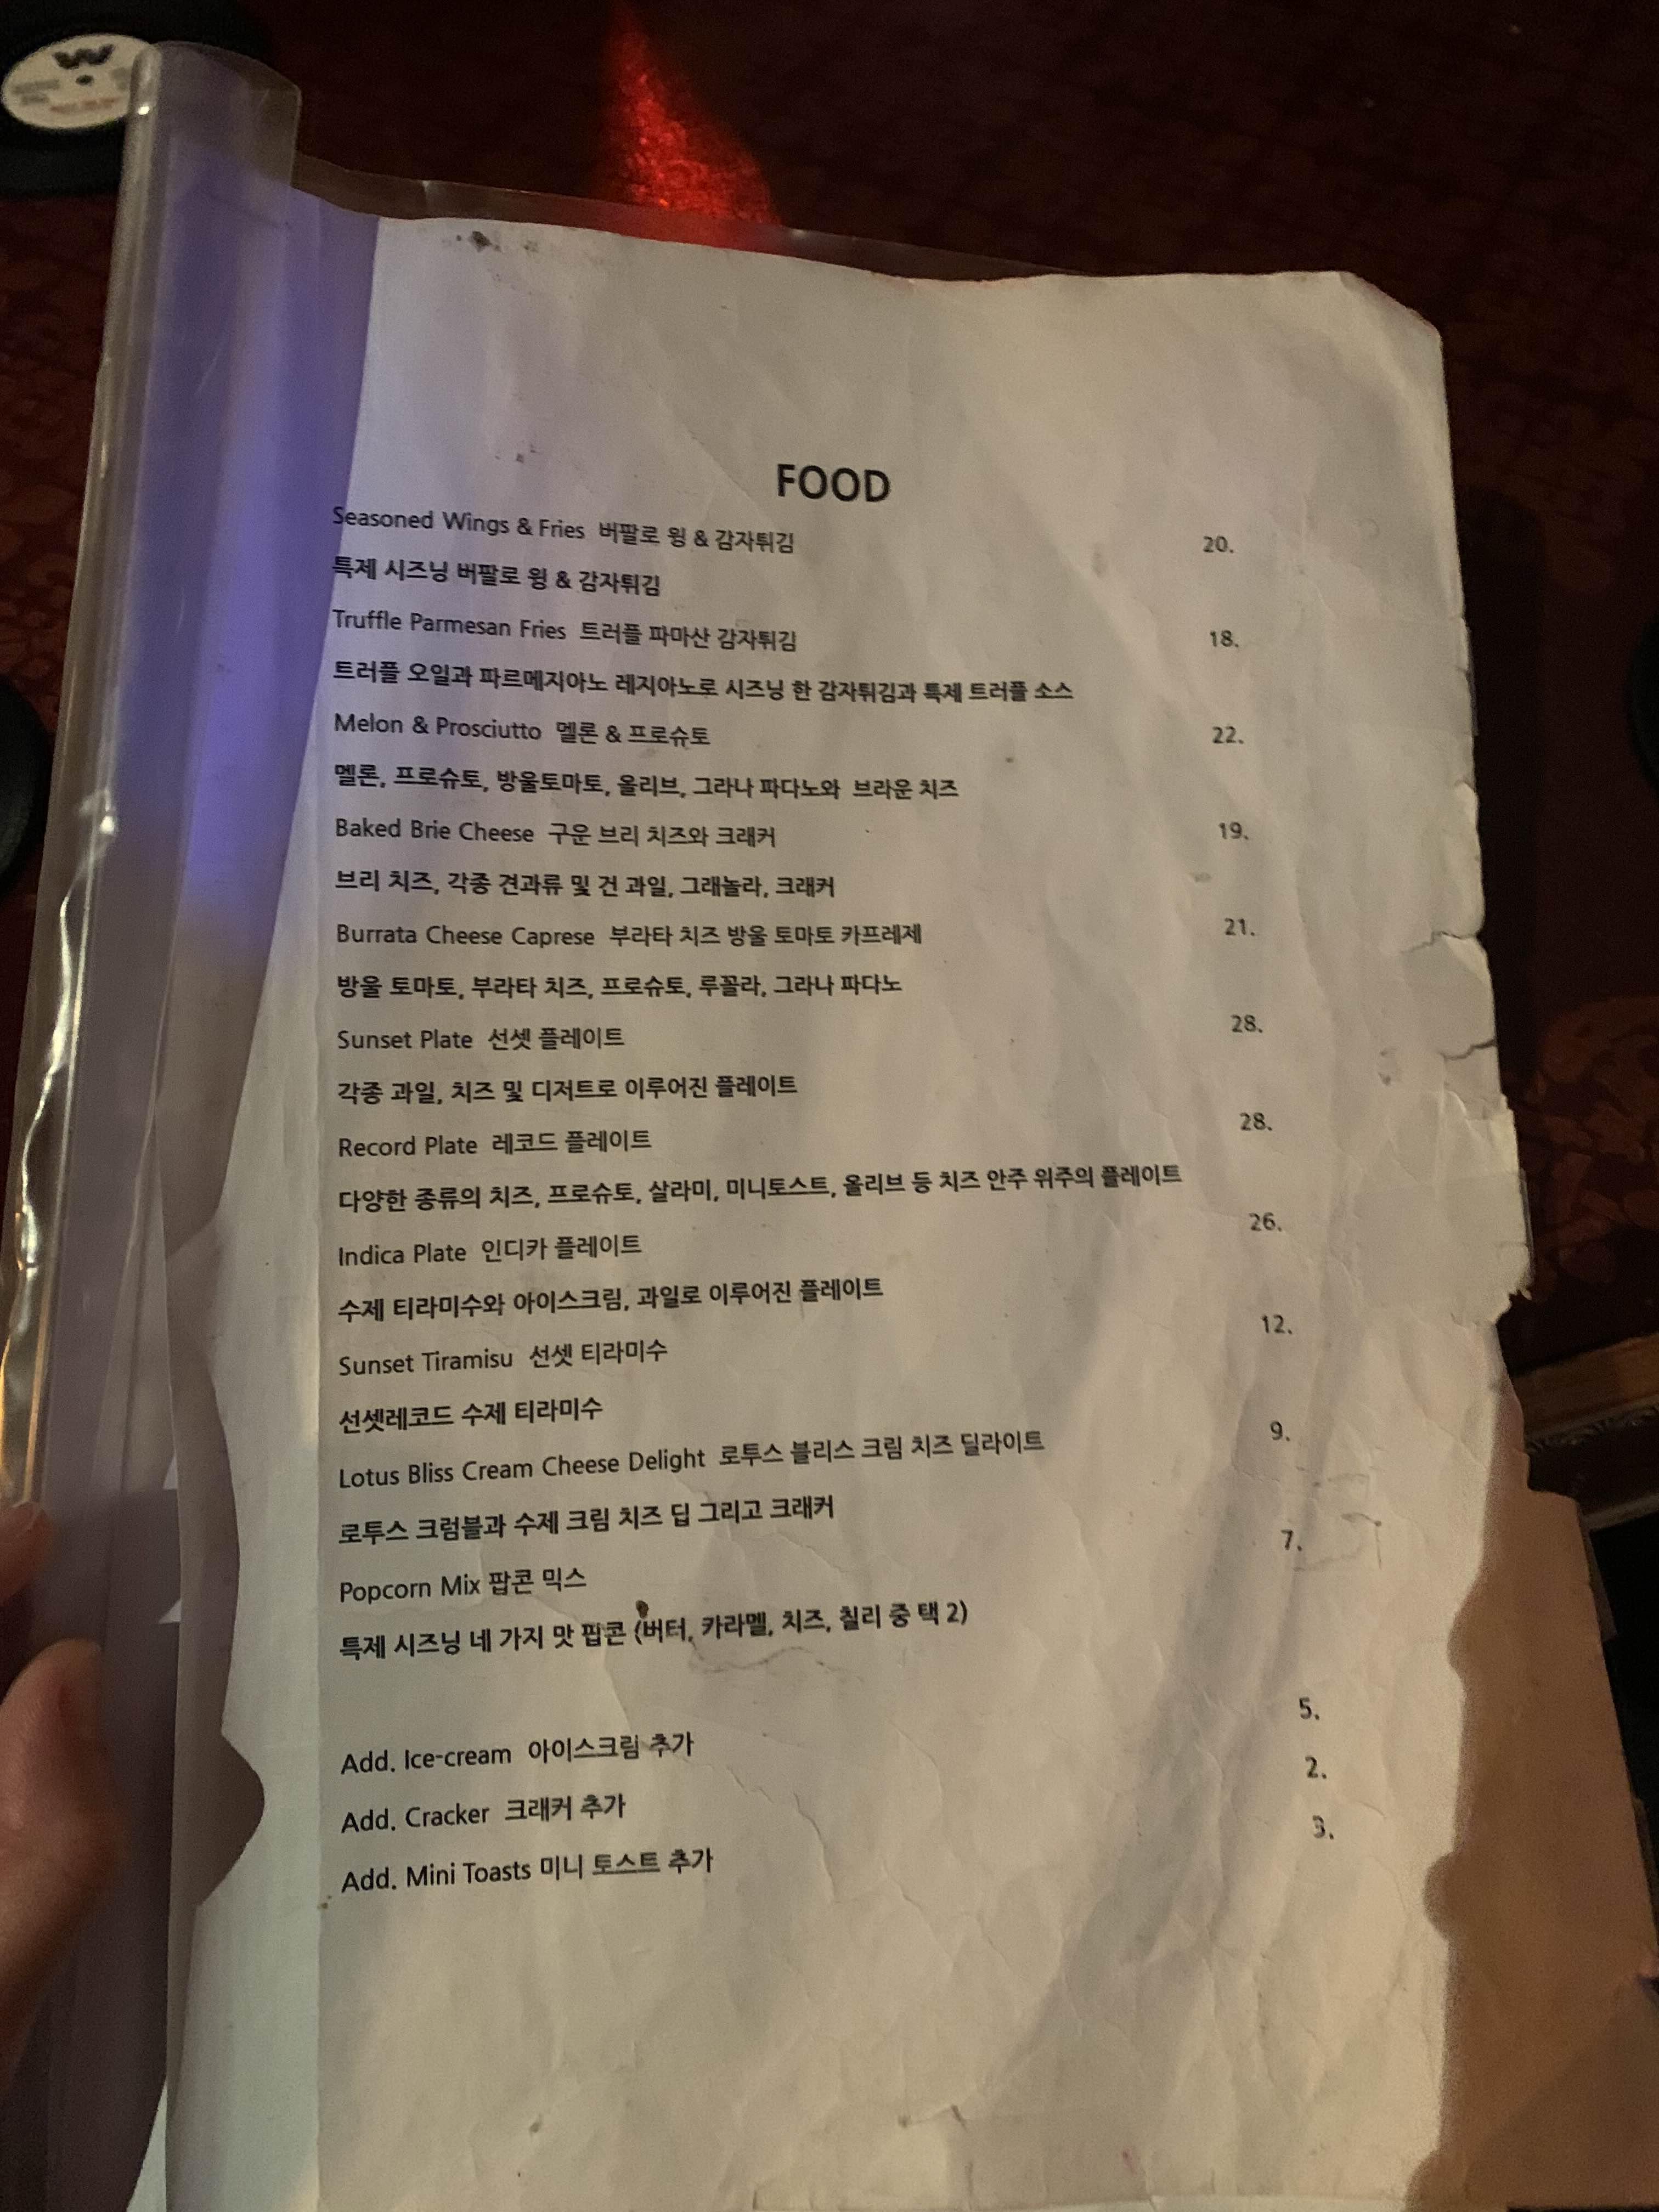 W
FOOD
Seasoned Wings & Fries 버팔로 윙 & 감자튀김 20.
특제 시즈닝 버팔로 윙 & 감자튀김
Truffle Parmesan Fries 트러플 파마산 감자튀김 18.
트러플 오일과 파르메지아노 레지아노로 시즈닝 한 감자튀김과 특제 트러플 소스
Melon & Prosciutto 멜론 & 프로슈토 22.
멜론, 프로슈토, 방울토마토, 올리브, 그라나 파다노와 브라운 치즈
Baked Brie Cheese 구운 브리 치즈와 크래커 19.
브리 치즈, 각종 견과류 및 건 과일, 그래놀라, 크래커
Burrata Cheese Caprese 부라타 치즈 방울 토마토 카프레제 21.
방울 토마토, 부라타 치즈, 프로슈토, 루꼴라, 그라나 파다노
Sunset Plate 선셋 플레이트 28.
각종 과일, 치즈 및 디저트로 이루어진 플레이트
Record Plate 레코드 플레이트 28.
다양한 종류의 치즈, 프로슈토, 살라미, 미니토스트, 올리브 등 치즈 안주 위주의 플레이트
Indica Plate 인디카 플레이트 26.
수제 티라미수와 아이스크림, 과일로 이루어진 플레이트
Sunset Tiramisu 선셋 티라미수 12.
선셋레코드 수제 티라미수
Lotus Bliss Cream Cheese Delight 로투스 블리스 크림 치즈 딜라이트 9.
로투스 크럼블과 수제 크림 치즈 딥 그리고 크래커
Popcorn Mix 팝콘 믹스 7.
특제 시즈닝 네 가지 맛 팝콘 (버터, 카라멜, 치즈, 칠리 중 택 2)
Add. Ice-cream 아이스크림 추가 5.
Add. Cracker 크래커 추가 2.
Add. Mini Toasts 미니 토스트 추가 3.